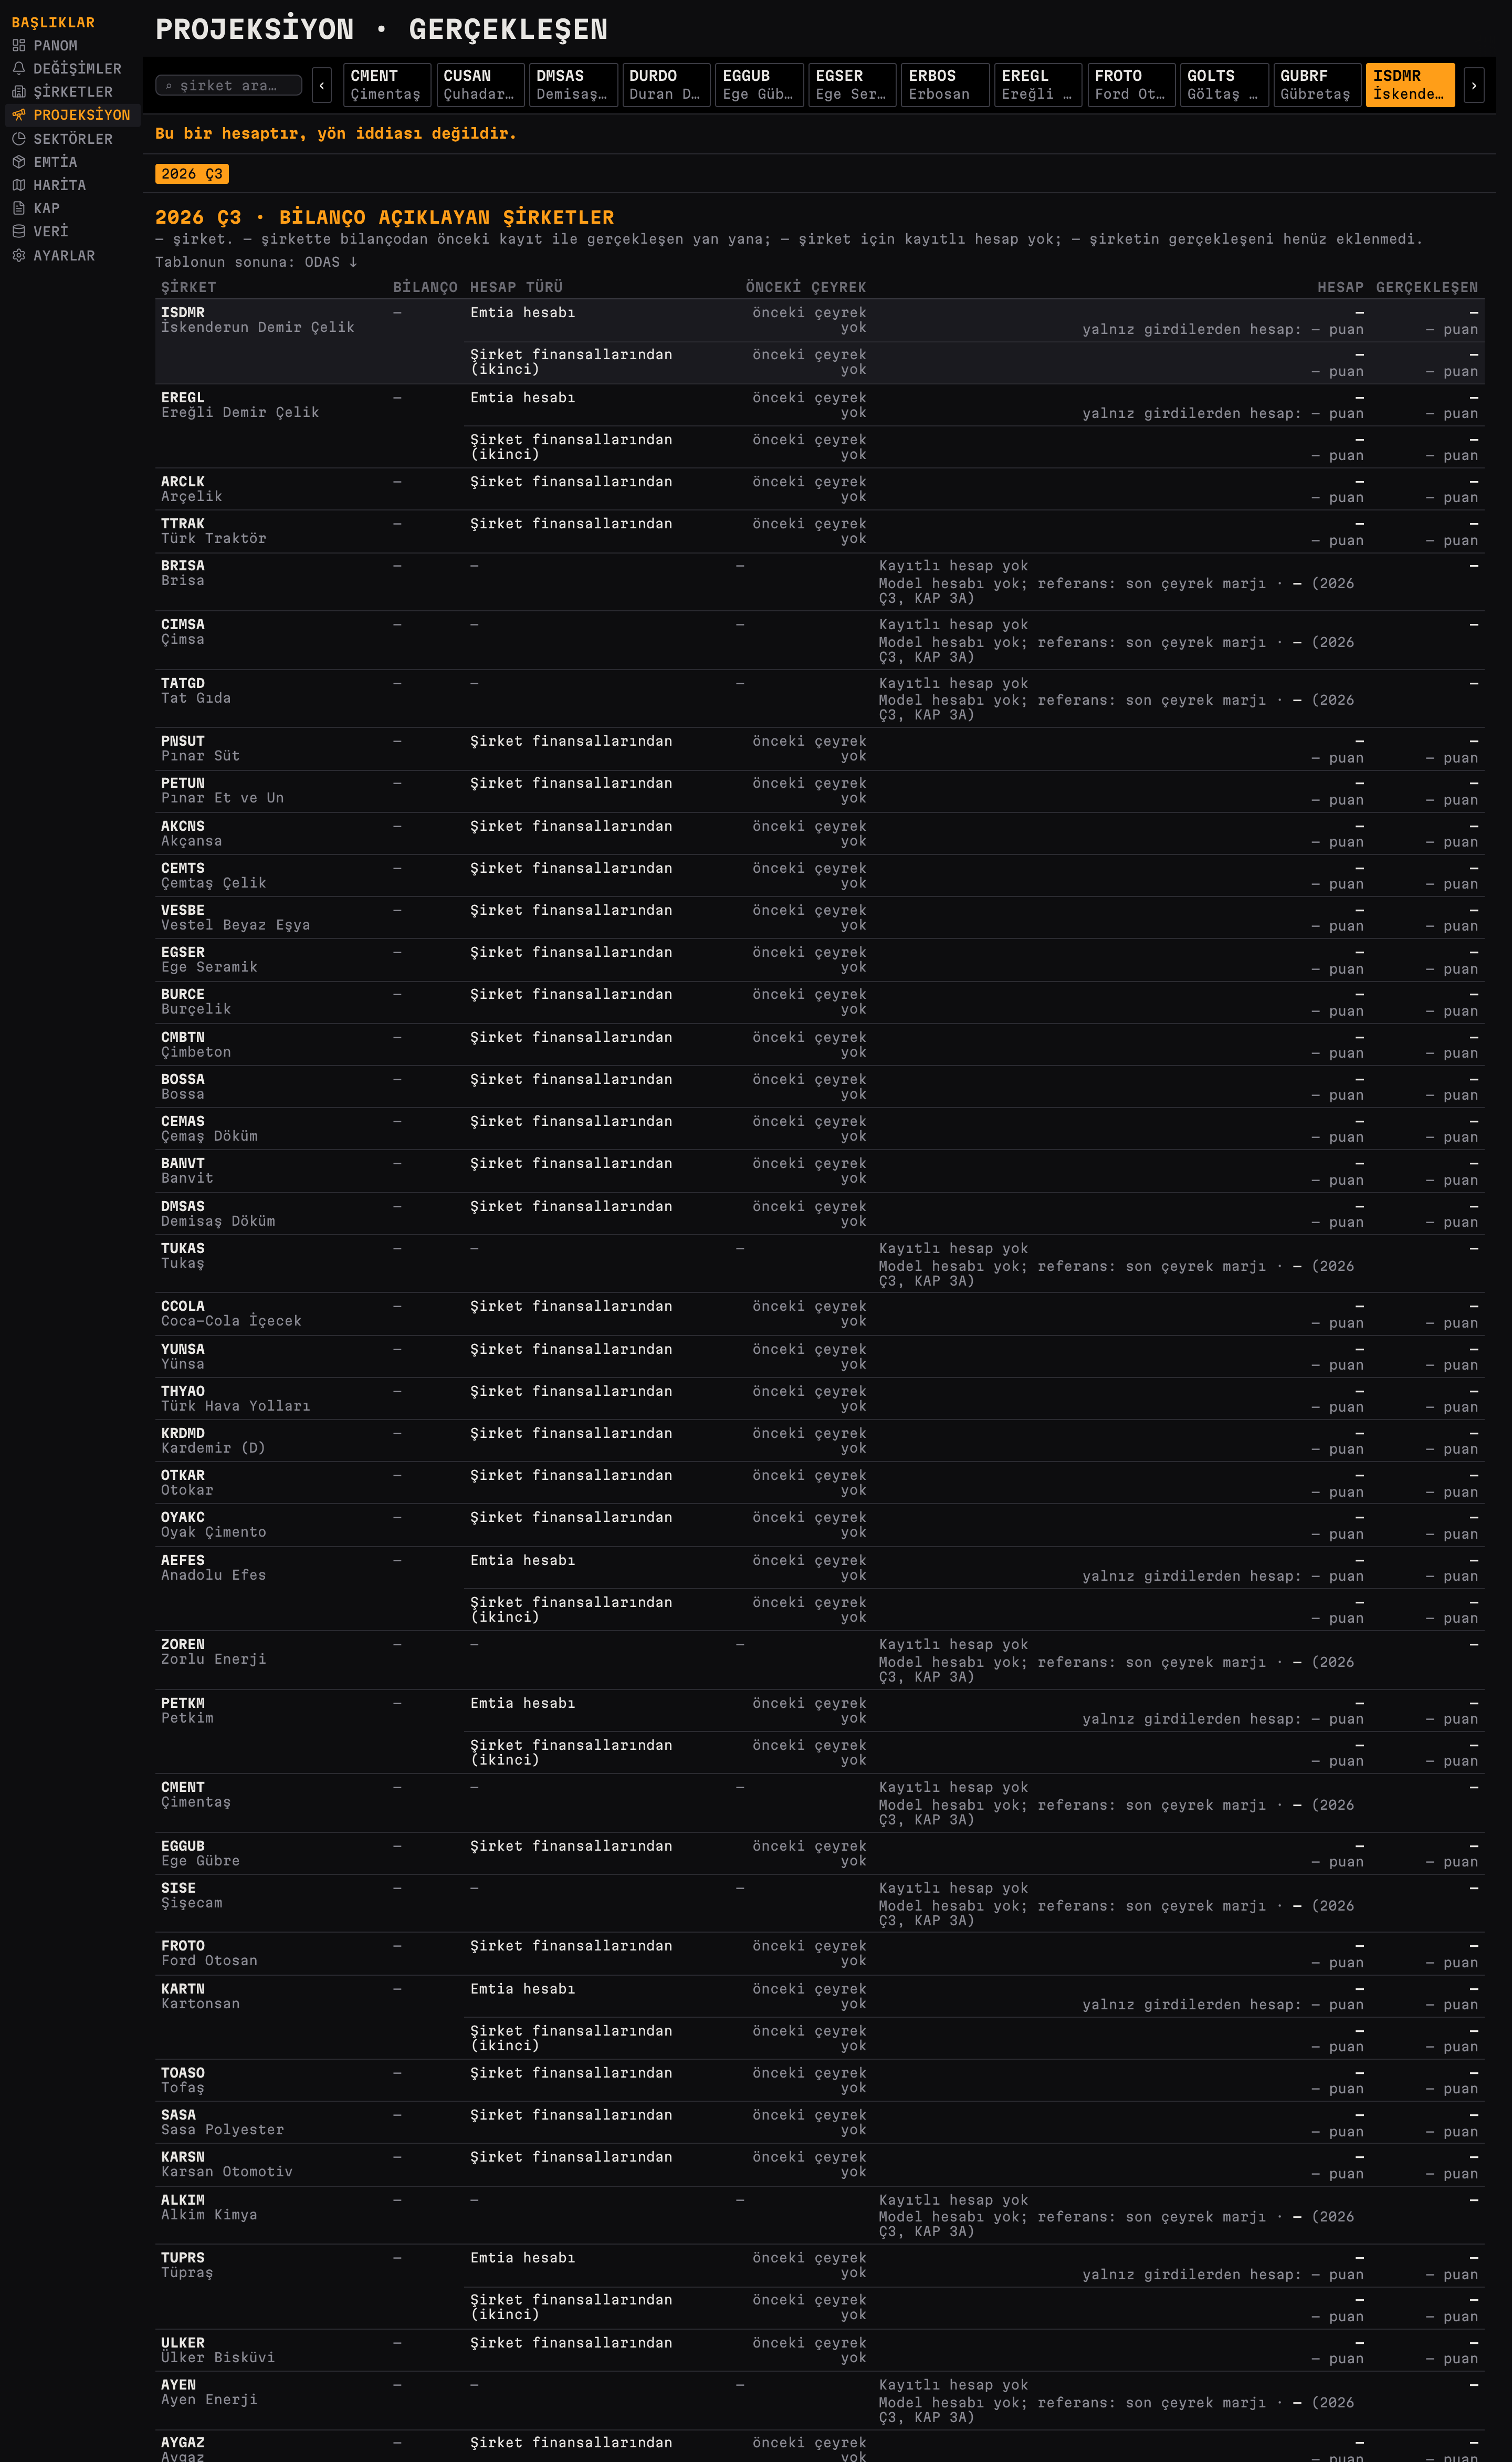 BAŞLIKLAR
PANOM
DEĞİŞİMLER
ŞİRKETLER
PROJEKSİYON
SEKTÖRLER
EMTİA
HARİTA
KAP
VERİ
AYARLAR
PROJEKSİYON · GERÇEKLEŞEN
şirket ara…
‹
CMENT
Çimentaş
CUSAN
Çuhadar…
DMSAS
Demisaş…
DURDO
Duran D…
EGGUB
Ege Güb…
EGSER
Ege Ser…
ERBOS
Erbosan
EREGL
Ereğli …
FROTO
Ford Ot…
GOLTS
Göltaş …
GUBRF
Gübretaş
ISDMR
İskende…
›
Bu bir hesaptır, yön iddiası değildir.
2026 Ç3
2026 Ç3 · BİLANÇO AÇIKLAYAN ŞİRKETLER
— şirket. — şirkette bilançodan önceki kayıt ile gerçekleşen yan yana; — şirket için kayıtlı hesap yok; — şirketin gerçekleşeni henüz eklenmedi.
Tablonun sonuna: ODAS ↓
ŞİRKET BİLANÇO HESAP TÜRÜ ÖNCEKİ ÇEYREK HESAP GERÇEKLEŞEN
ISDMR — Emtia hesabı önceki çeyrek — —
İskenderun Demir Çelik yok yalnız girdilerden hesap: — puan — puan
Şirket finansallarından önceki çeyrek — —
(ikinci) yok — puan — puan
EREGL — Emtia hesabı önceki çeyrek — —
Ereğli Demir Çelik yok yalnız girdilerden hesap: — puan — puan
Şirket finansallarından önceki çeyrek — —
(ikinci) yok — puan — puan
ARCLK — Şirket finansallarından önceki çeyrek — —
Arçelik yok — puan — puan
TTRAK — Şirket finansallarından önceki çeyrek — —
Türk Traktör yok — puan — puan
BRISA — — — Kayıtlı hesap yok —
Brisa Model hesabı yok; referans: son çeyrek marjı · — (2026
Ç3, KAP 3A)
CIMSA — — — Kayıtlı hesap yok —
Çimsa Model hesabı yok; referans: son çeyrek marjı · — (2026
Ç3, KAP 3A)
TATGD — — — Kayıtlı hesap yok —
Tat Gıda Model hesabı yok; referans: son çeyrek marjı · — (2026
Ç3, KAP 3A)
PNSUT — Şirket finansallarından önceki çeyrek — —
Pınar Süt yok — puan — puan
PETUN — Şirket finansallarından önceki çeyrek — —
Pınar Et ve Un yok — puan — puan
AKCNS — Şirket finansallarından önceki çeyrek — —
Akçansa yok — puan — puan
CEMTS — Şirket finansallarından önceki çeyrek — —
Çemtaş Çelik yok — puan — puan
VESBE — Şirket finansallarından önceki çeyrek — —
Vestel Beyaz Eşya yok — puan — puan
EGSER — Şirket finansallarından önceki çeyrek — —
Ege Seramik yok — puan — puan
BURCE — Şirket finansallarından önceki çeyrek — —
Burçelik yok — puan — puan
CMBTN — Şirket finansallarından önceki çeyrek — —
Çimbeton yok — puan — puan
BOSSA — Şirket finansallarından önceki çeyrek — —
Bossa yok — puan — puan
CEMAS — Şirket finansallarından önceki çeyrek — —
Çemaş Döküm yok — puan — puan
BANVT — Şirket finansallarından önceki çeyrek — —
Banvit yok — puan — puan
DMSAS — Şirket finansallarından önceki çeyrek — —
Demisaş Döküm yok — puan — puan
TUKAS — — — Kayıtlı hesap yok —
Tukaş Model hesabı yok; referans: son çeyrek marjı · — (2026
Ç3, KAP 3A)
CCOLA — Şirket finansallarından önceki çeyrek — —
Coca-Cola İçecek yok — puan — puan
YUNSA — Şirket finansallarından önceki çeyrek — —
Yünsa yok — puan — puan
THYAO — Şirket finansallarından önceki çeyrek — —
Türk Hava Yolları yok — puan — puan
KRDMD — Şirket finansallarından önceki çeyrek — —
Kardemir (D) yok — puan — puan
OTKAR — Şirket finansallarından önceki çeyrek — —
Otokar yok — puan — puan
OYAKC — Şirket finansallarından önceki çeyrek — —
Oyak Çimento yok — puan — puan
AEFES — Emtia hesabı önceki çeyrek — —
Anadolu Efes yok yalnız girdilerden hesap: — puan — puan
Şirket finansallarından önceki çeyrek — —
(ikinci) yok — puan — puan
ZOREN — — — Kayıtlı hesap yok —
Zorlu Enerji Model hesabı yok; referans: son çeyrek marjı · — (2026
Ç3, KAP 3A)
PETKM — Emtia hesabı önceki çeyrek — —
Petkim yok yalnız girdilerden hesap: — puan — puan
Şirket finansallarından önceki çeyrek — —
(ikinci) yok — puan — puan
CMENT — — — Kayıtlı hesap yok —
Çimentaş Model hesabı yok; referans: son çeyrek marjı · — (2026
Ç3, KAP 3A)
EGGUB — Şirket finansallarından önceki çeyrek — —
Ege Gübre yok — puan — puan
SISE — — — Kayıtlı hesap yok —
Şişecam Model hesabı yok; referans: son çeyrek marjı · — (2026
Ç3, KAP 3A)
FROTO — Şirket finansallarından önceki çeyrek — —
Ford Otosan yok — puan — puan
KARTN — Emtia hesabı önceki çeyrek — —
Kartonsan yok yalnız girdilerden hesap: — puan — puan
Şirket finansallarından önceki çeyrek — —
(ikinci) yok — puan — puan
TOASO — Şirket finansallarından önceki çeyrek — —
Tofaş yok — puan — puan
SASA — Şirket finansallarından önceki çeyrek — —
Sasa Polyester yok — puan — puan
KARSN — Şirket finansallarından önceki çeyrek — —
Karsan Otomotiv yok — puan — puan
ALKIM — — — Kayıtlı hesap yok —
Alkim Kimya Model hesabı yok; referans: son çeyrek marjı · — (2026
Ç3, KAP 3A)
TUPRS — Emtia hesabı önceki çeyrek — —
Tüpraş yok yalnız girdilerden hesap: — puan — puan
Şirket finansallarından önceki çeyrek — —
(ikinci) yok — puan — puan
ULKER — Şirket finansallarından önceki çeyrek — —
Ülker Bisküvi yok — puan — puan
AYEN — — — Kayıtlı hesap yok —
Ayen Enerji Model hesabı yok; referans: son çeyrek marjı · — (2026
Ç3, KAP 3A)
AYGAZ — Şirket finansallarından önceki çeyrek — —
Aygaz yok — puan — puan